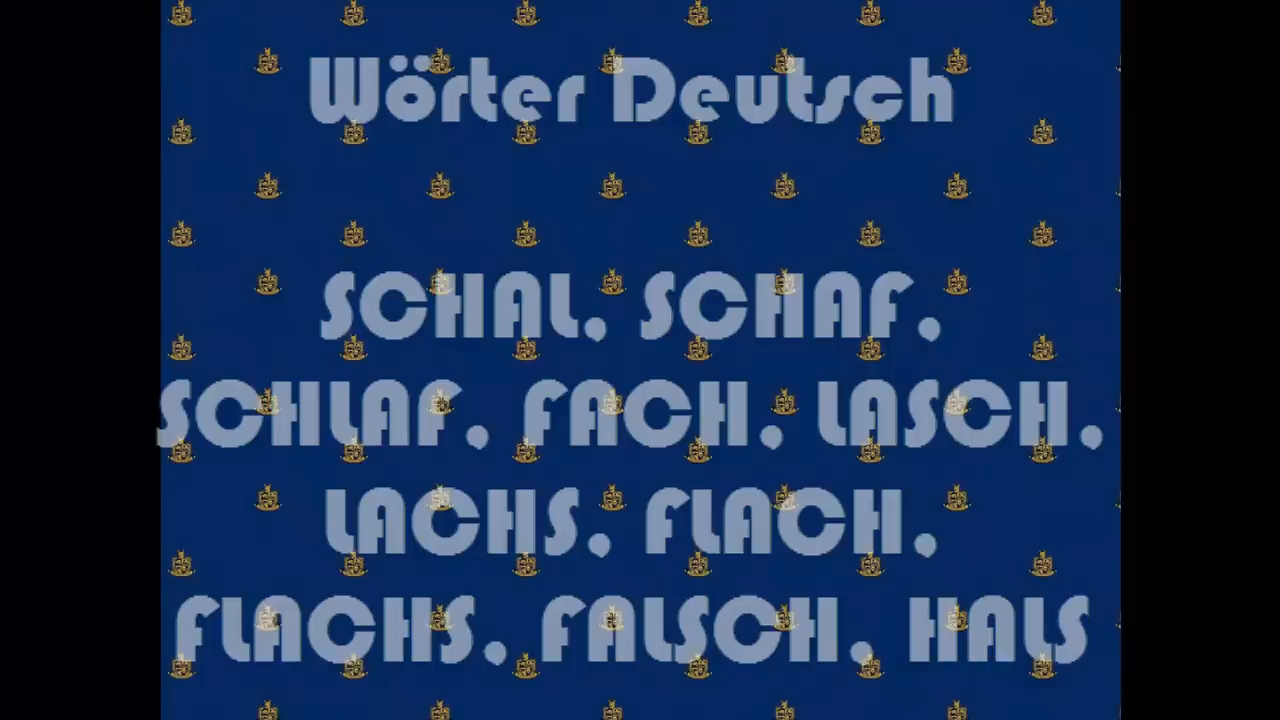 Wörter Deutsch
SCHAL, SCHAF,
SCHLAF, FACH, LASCH,
LACHS, FLACH,
FLACHS, FALSCH, HALS